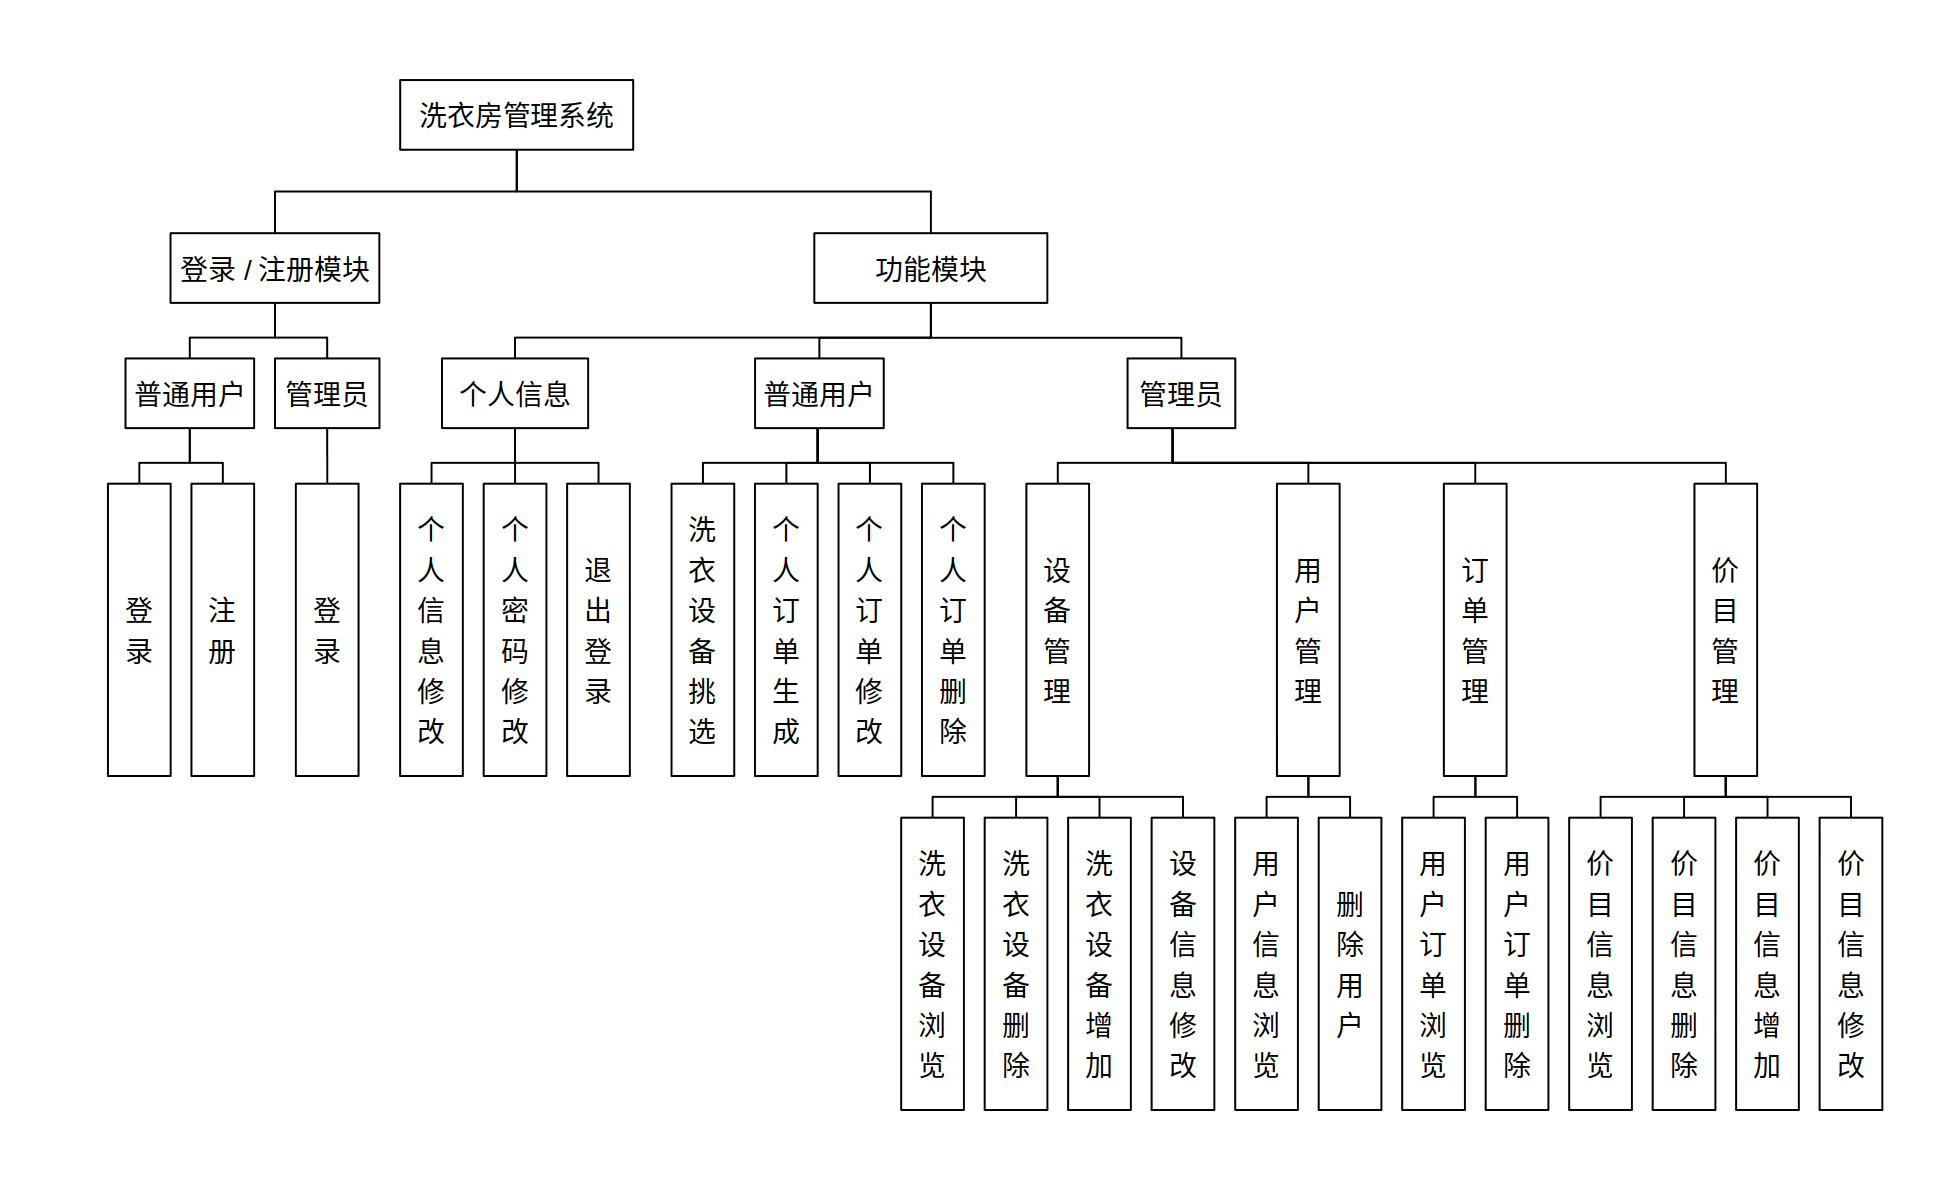 洗衣房管理系统
登录 / 注册模块
功能模块
普通用户
管理员
个人信息
普通用户
管理员
登录
注册
登录
个人信息修改
个人密码修改
退出登录
洗衣设备挑选
个人订单生成
个人订单修改
个人订单删除
设备管理
用户管理
订单管理
价目管理
洗衣设备浏览
洗衣设备删除
洗衣设备增加
设备信息修改
用户信息浏览
删除用户
用户订单浏览
用户订单删除
价目信息浏览
价目信息删除
价目信息增加
价目信息修改